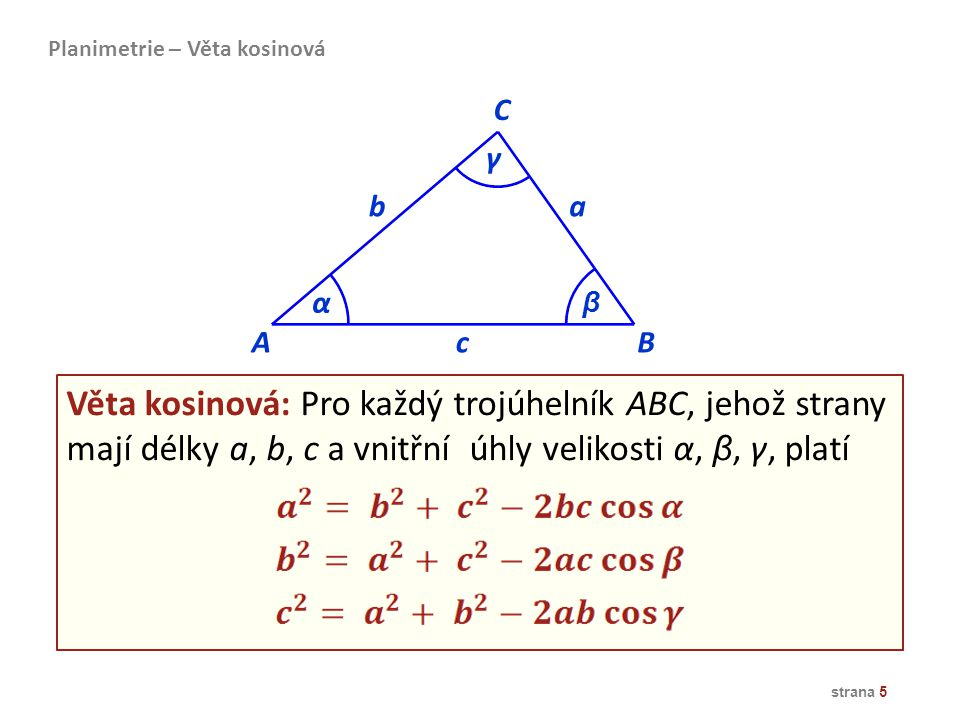 Planimetrie – Věta kosinová
C
γ
b a
α β
A c B
Věta kosinová: Pro každý trojúhelník ABC, jehož strany
mají délky a, b, c a vnitřní úhly velikosti α, β, γ, platí
a² = b² + c² − 2bc cos α
b² = a² + c² − 2ac cos β
c² = a² + b² − 2ab cos γ
strana 5